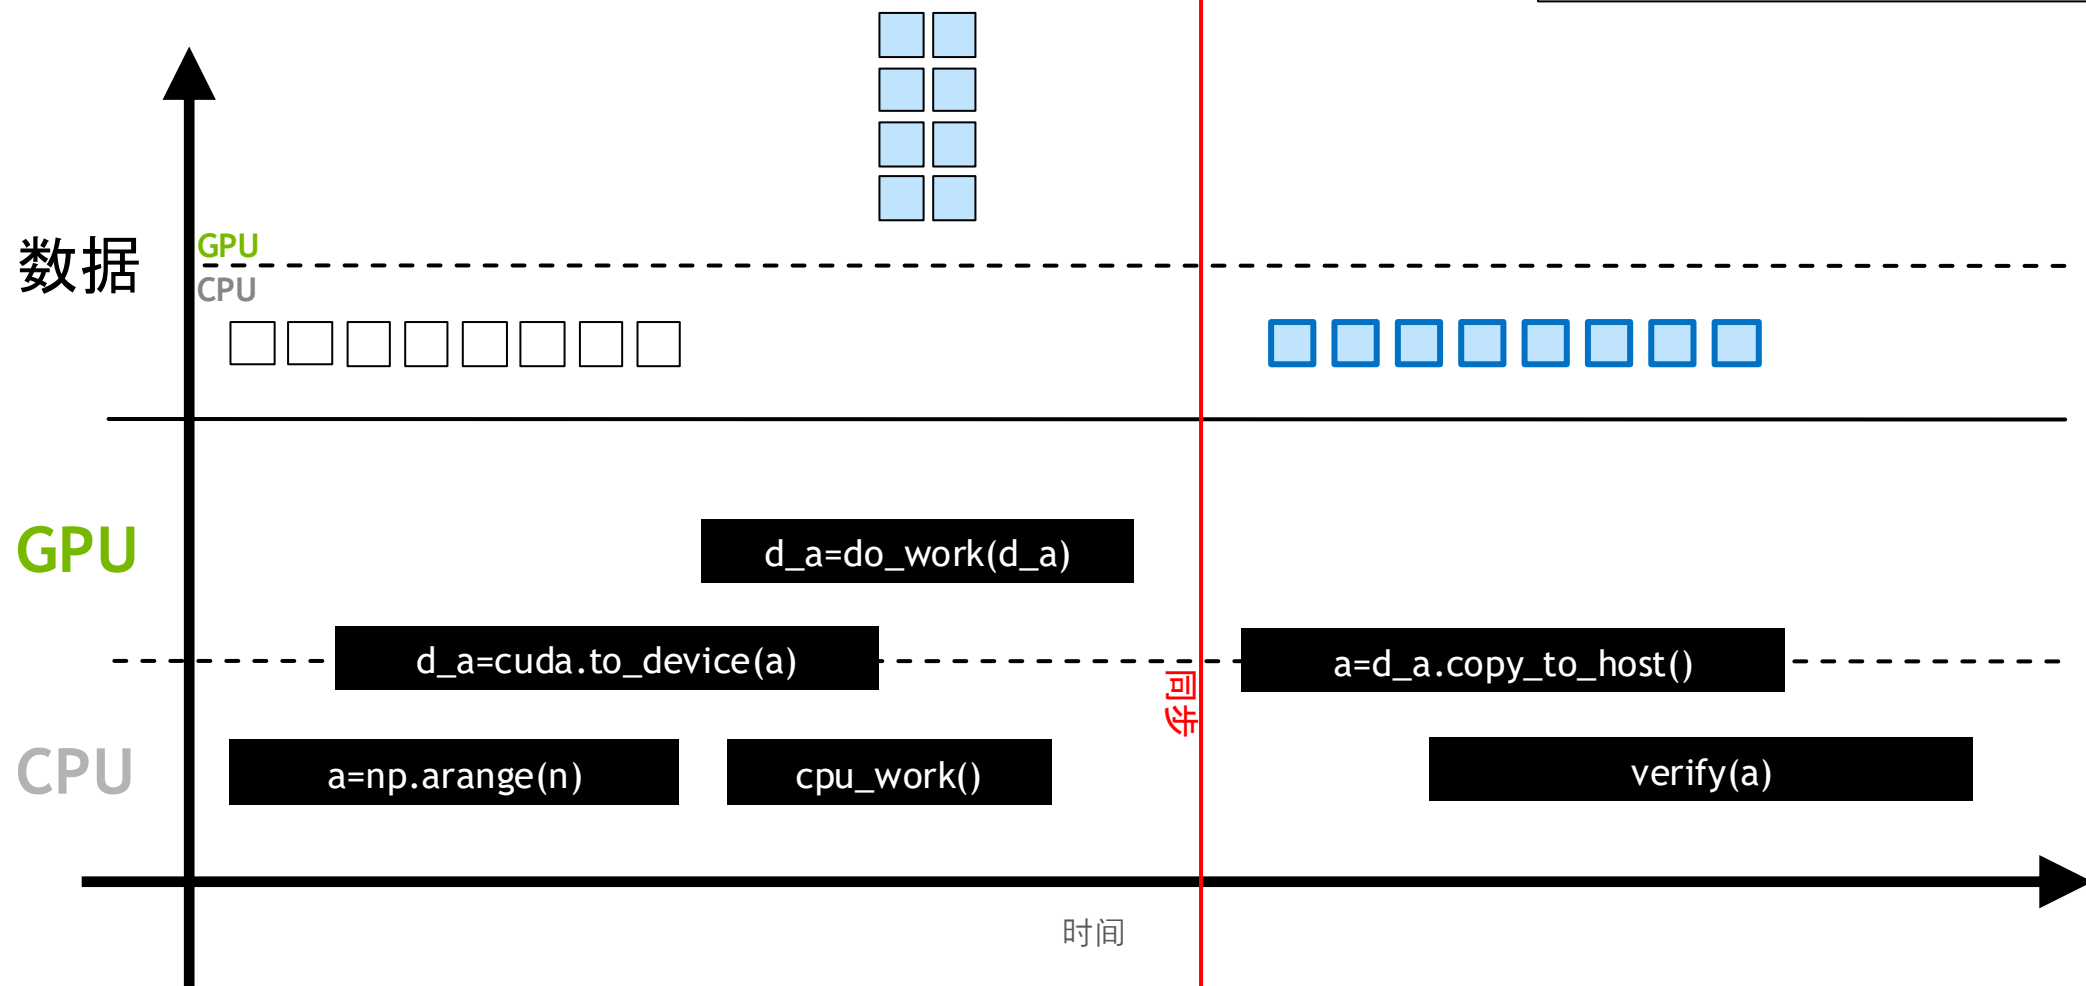 数据
GPU
CPU
GPU
d_a=do_work(d_a)
d_a=cuda.to_device(a)
a=d_a.copy_to_host()
同步
CPU
a=np.arange(n)
cpu_work()
verify(a)
时间